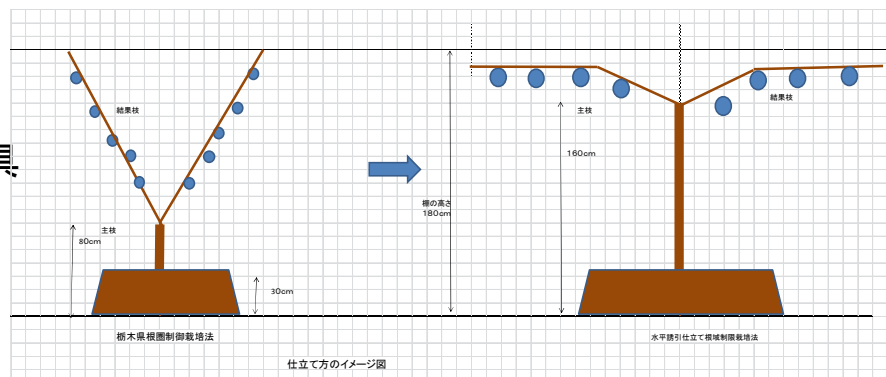 結果枝
主枝
80cm
30cm
栃木県根圏制御栽培法
棚の高さ
180cm
主枝
結果枝
160cm
水平誘引仕立て根域制限栽培法
仕立て方のイメージ図